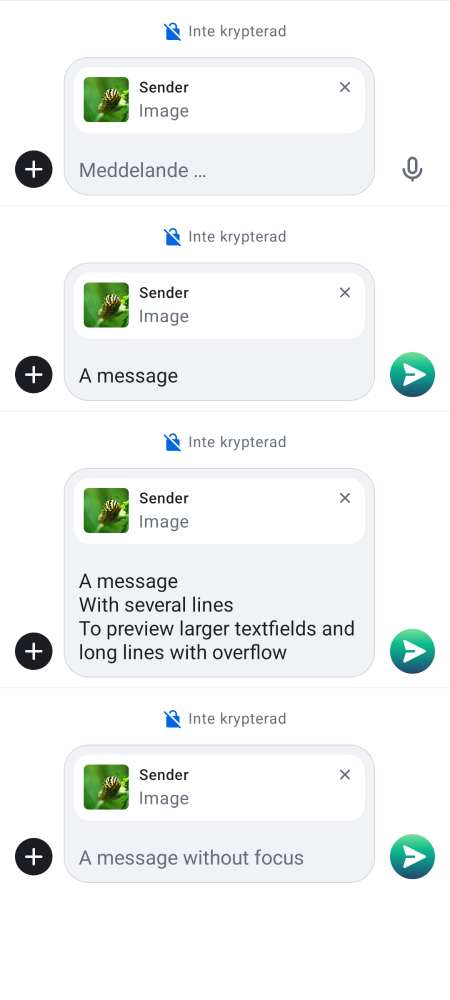 Inte krypterad
Sender
Image
Meddelande …
Inte krypterad
Sender
Image
A message
Inte krypterad
Sender
Image
A message
With several lines
To preview larger textfields and
long lines with overflow
Inte krypterad
Sender
Image
A message without focus